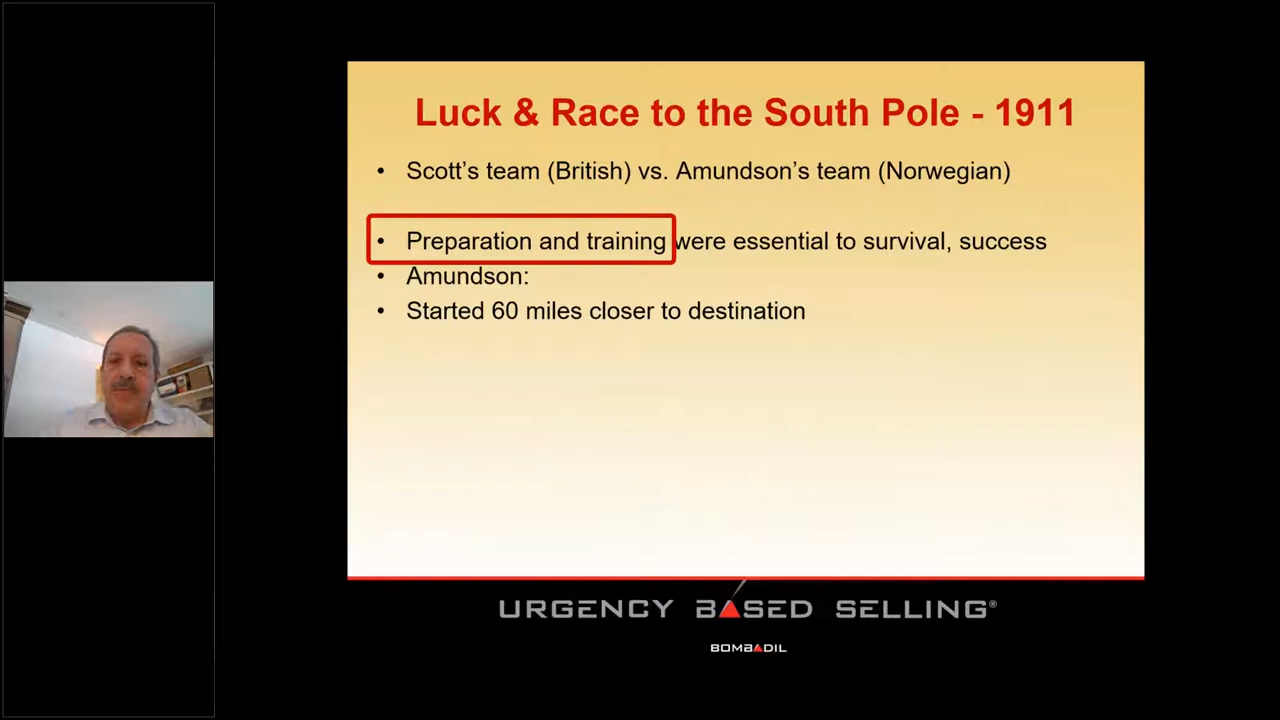 Luck & Race to the South Pole - 1911
• Scott’s team (British) vs. Amundson’s team (Norwegian)
• Preparation and training were essential to survival, success
• Amundson:
• Started 60 miles closer to destination
URGENCY BASED SELLING®
BOMBADIL